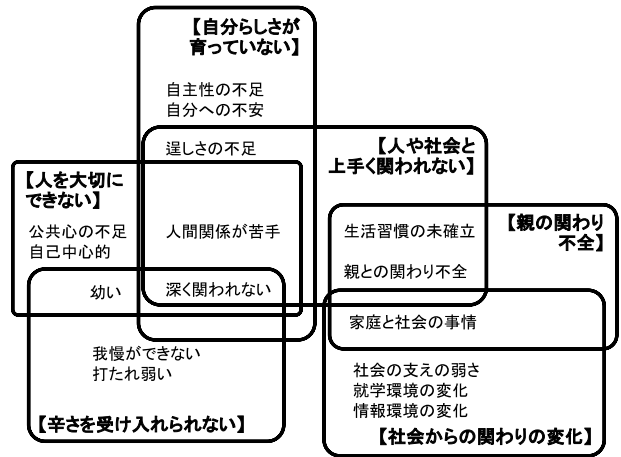 【自分らしさが
育っていない】
自主性の不足
自分への不安
逞しさの不足
【人や社会と
上手く関われない】
【人を大切に
できない】
公共心の不足
自己中心的
人間関係が苦手
生活習慣の未確立
【親の関わり
不全】
親との関わり不全
幼い
深く関われない
家庭と社会の事情
我慢ができない
打たれ弱い
社会の支えの弱さ
就学環境の変化
情報環境の変化
【辛さを受け入れられない】
【社会からの関わりの変化】